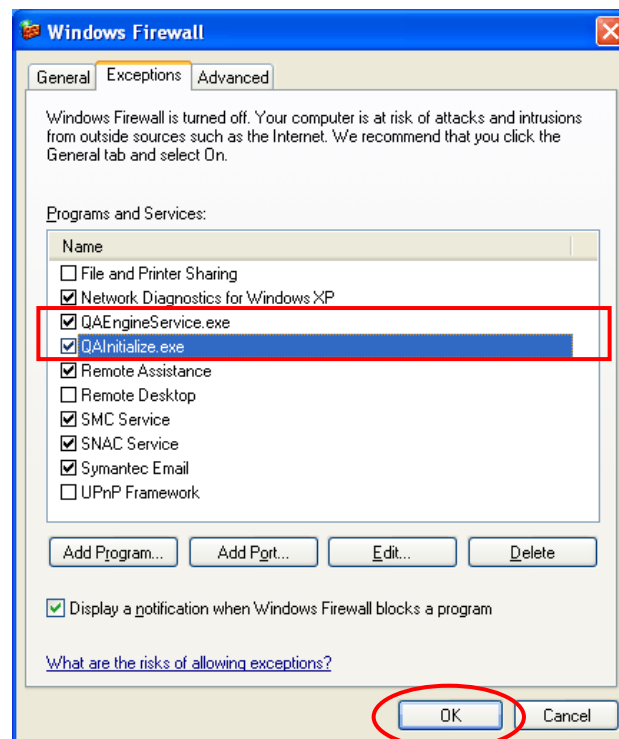 Windows Firewall
General Exceptions Advanced
Windows Firewall is turned off. Your computer is at risk of attacks and intrusions
from outside sources such as the Internet. We recommend that you click the
General tab and select On.
Programs and Services:
Name
File and Printer Sharing
Network Diagnostics for Windows XP
QAEngineService.exe
QAInitialize.exe
Remote Assistance
Remote Desktop
SMC Service
SNAC Service
Symantec Email
UPnP Framework
Add Program... Add Port... Edit... Delete
Display a notification when Windows Firewall blocks a program
What are the risks of allowing exceptions?
OK Cancel